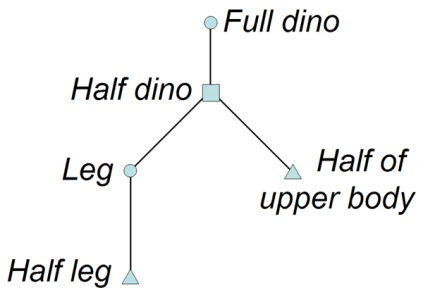 Full dino
Half dino
Leg
Half of
upper body
Half leg